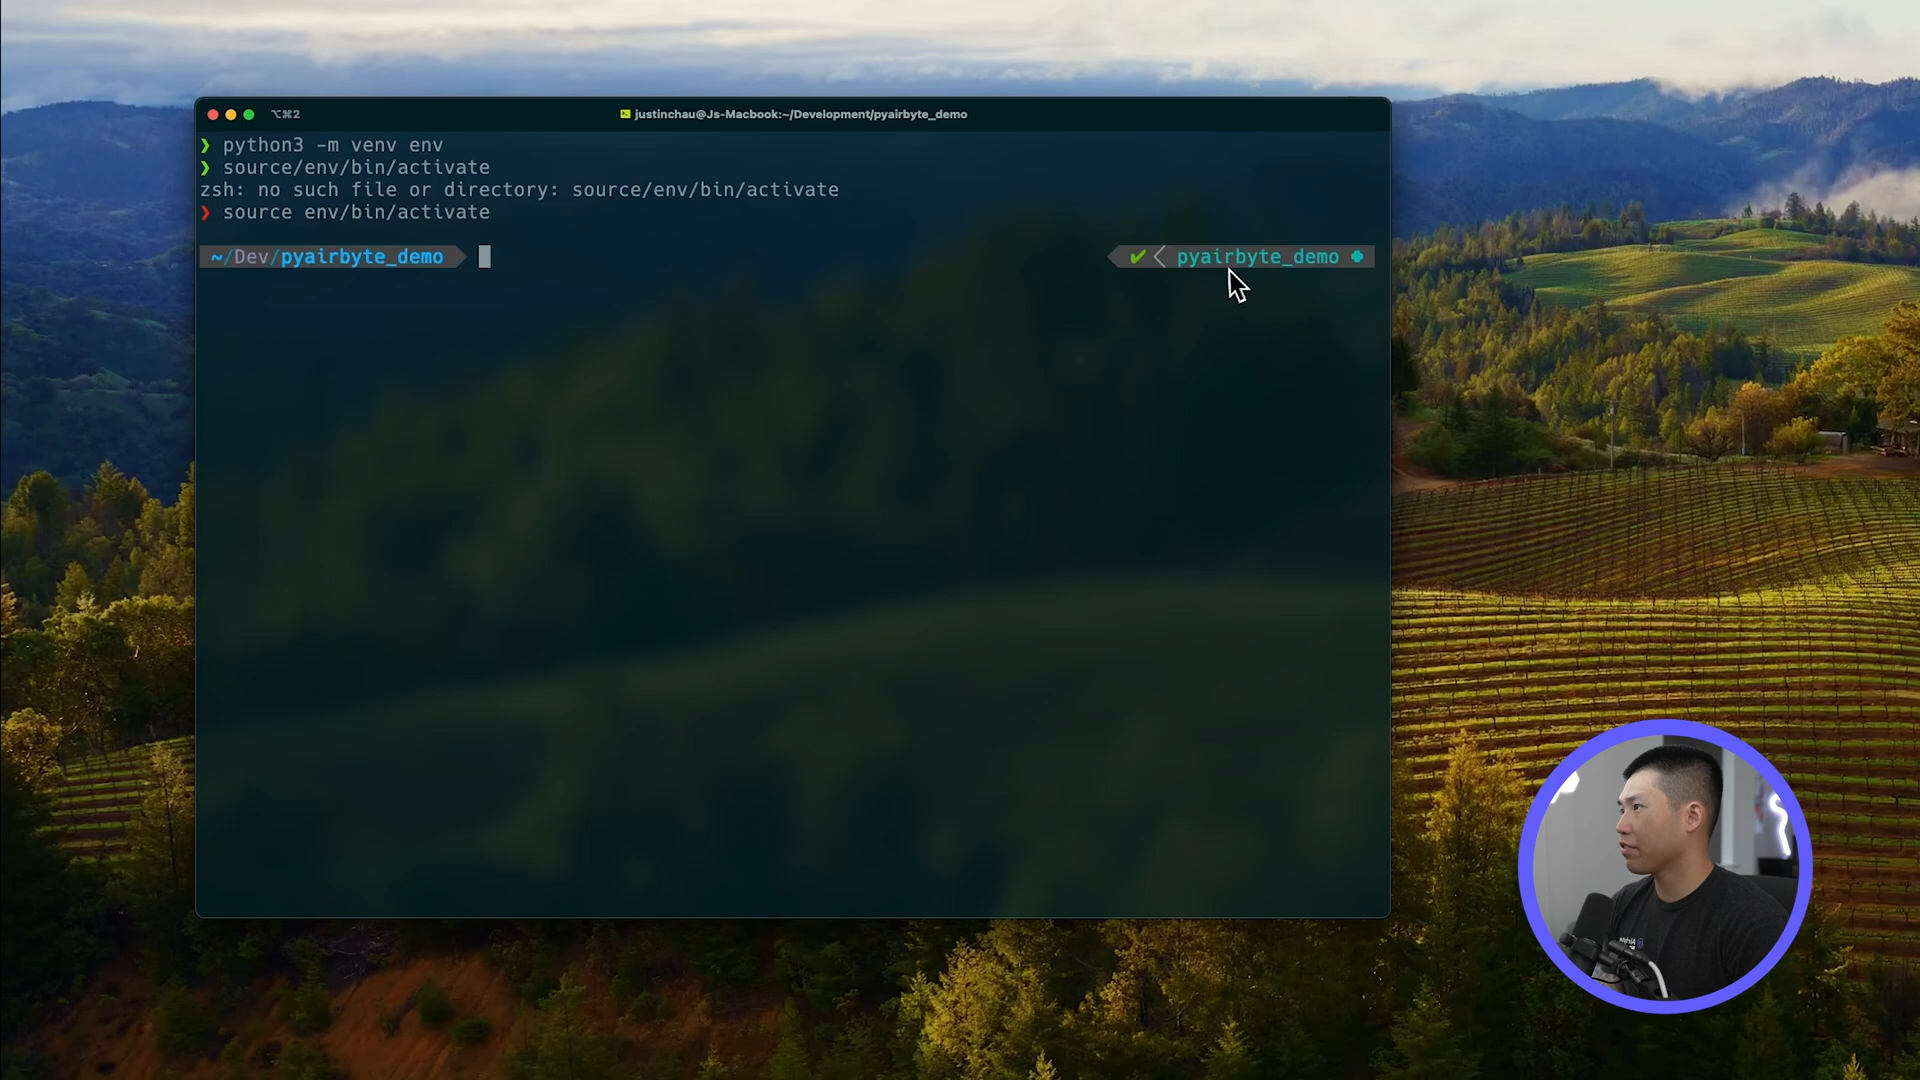 ⌥⌘2
justinchau@Js-Macbook:~/Development/pyairbyte_demo
❯ python3 -m venv env
❯ source/env/bin/activate
zsh: no such file or directory: source/env/bin/activate
❯ source env/bin/activate
~/Dev/pyairbyte_demo
✔ pyairbyte_demo